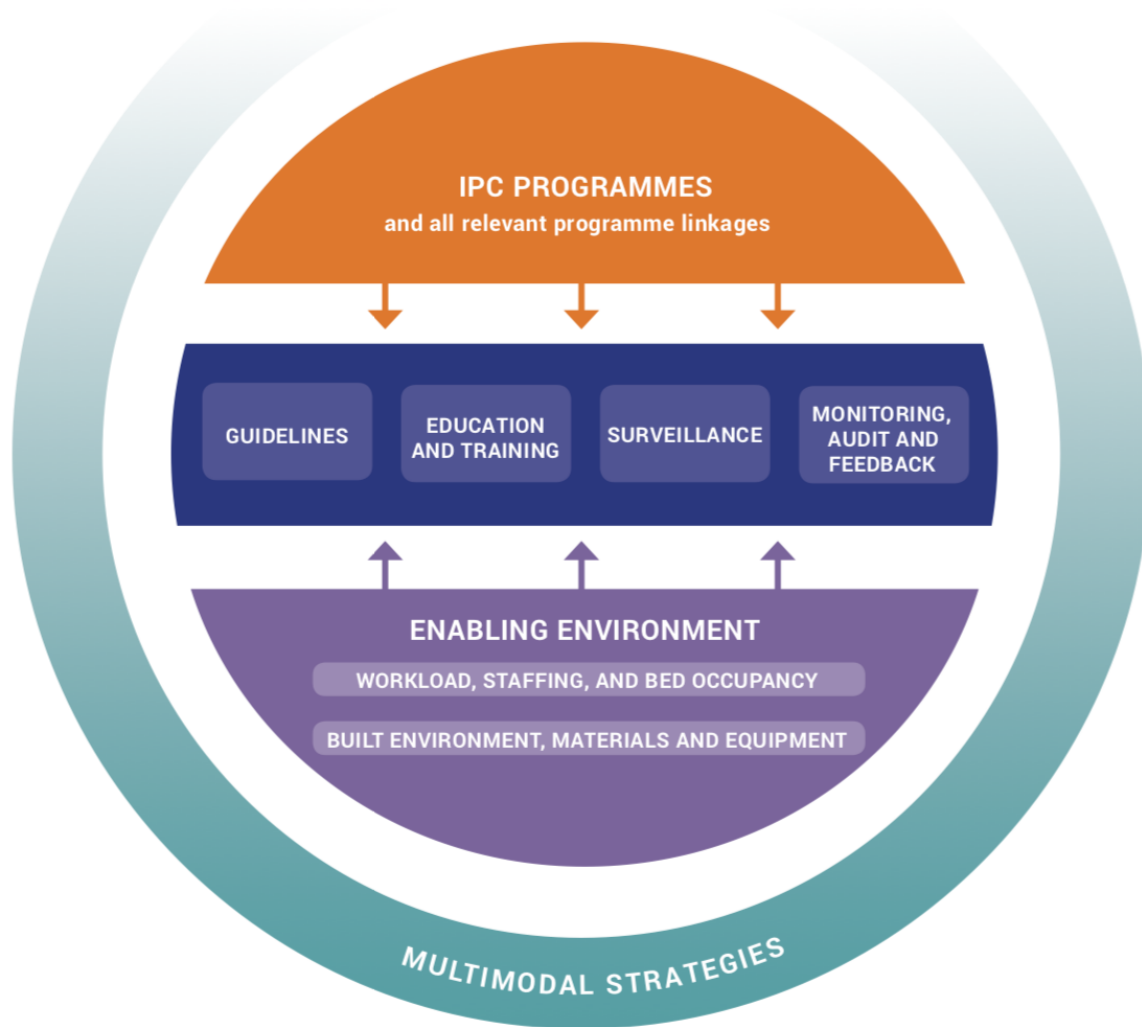 IPC PROGRAMMES
and all relevant programme linkages
GUIDELINES
EDUCATION
AND TRAINING
SURVEILLANCE
MONITORING,
AUDIT AND
FEEDBACK
ENABLING ENVIRONMENT
WORKLOAD, STAFFING, AND BED OCCUPANCY
BUILT ENVIRONMENT, MATERIALS AND EQUIPMENT
MULTIMODAL STRATEGIES